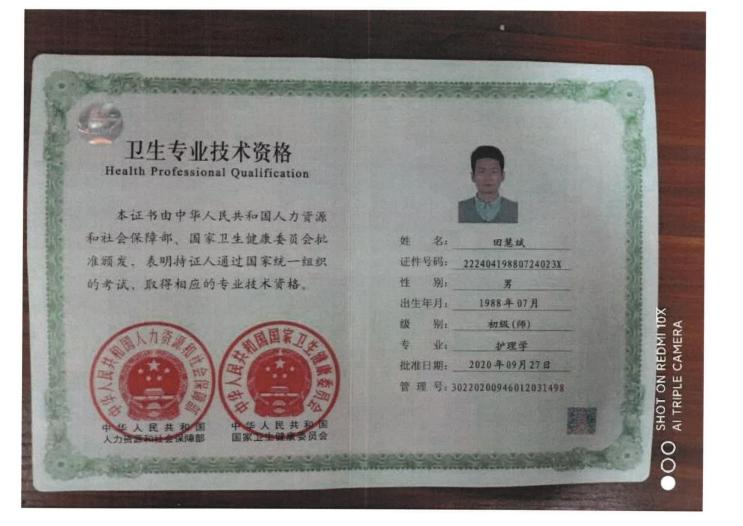 卫生专业技术资格
Health Professional Qualification
本证书由中华人民共和国人力资源
和社会保障部、国家卫生健康委员会批
准颁发，表明持证人通过国家统一组织
的考试，取得相应的专业技术资格。
中华人民共和国人力资源和社会保障部
中华人民共和国国家卫生健康委员会
中华人民共和国
人力资源和社会保障部
中华人民共和国
国家卫生健康委员会
姓 名：田慧斌
证件号码：22240419880724023X
性 别：男
出生年月：1988年07月
级 别：初级(师)
专 业：护理学
批准日期：2020年09月27日
管 理 号：30220200946012031498
SHOT ON REDMI 10X
AI TRIPLE CAMERA